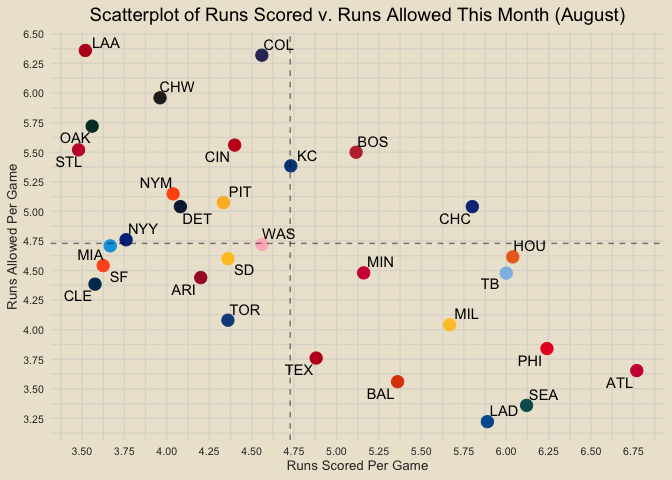 Scatterplot of Runs Scored v. Runs Allowed This Month (August)
6.50
LAA
COL
6.25
6.00
CHW
5.75
OAK
BOS
5.50
STL
CIN
KC
5.25
NYM
PIT
5.00
DET
CHC
NYY
WAS
4.75
MIA
HOU
SF
SD
MIN
4.50
TB
CLE
ARI
4.25
TOR
MIL
4.00
3.75
TEX
PHI
ATL
3.50
BAL
SEA
LAD
3.25
Runs Allowed Per Game
3.50 3.75 4.00 4.25 4.50 4.75 5.00 5.25 5.50 5.75 6.00 6.25 6.50 6.75
Runs Scored Per Game